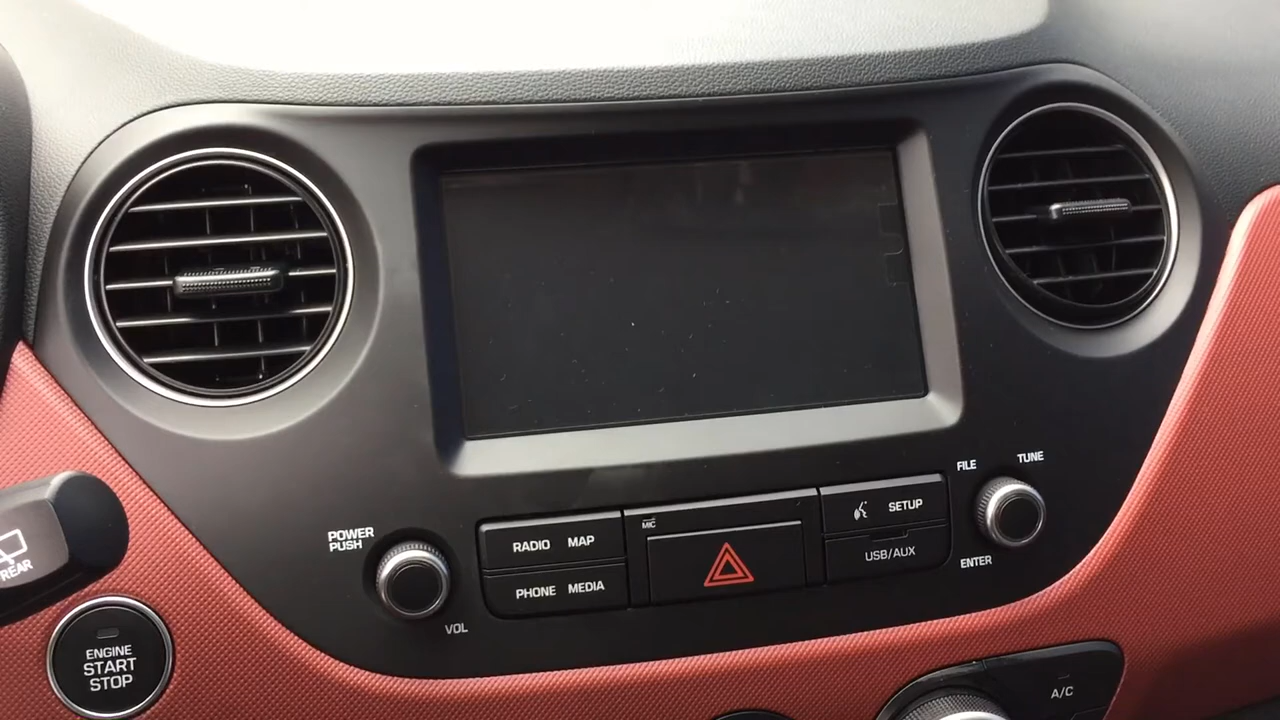 FILE
TUNE
POWER
PUSH
RADIO MAP
MIC
SETUP
PHONE MEDIA
USB/AUX
ENTER
VOL
REAR
ENGINE
START
STOP
A/C